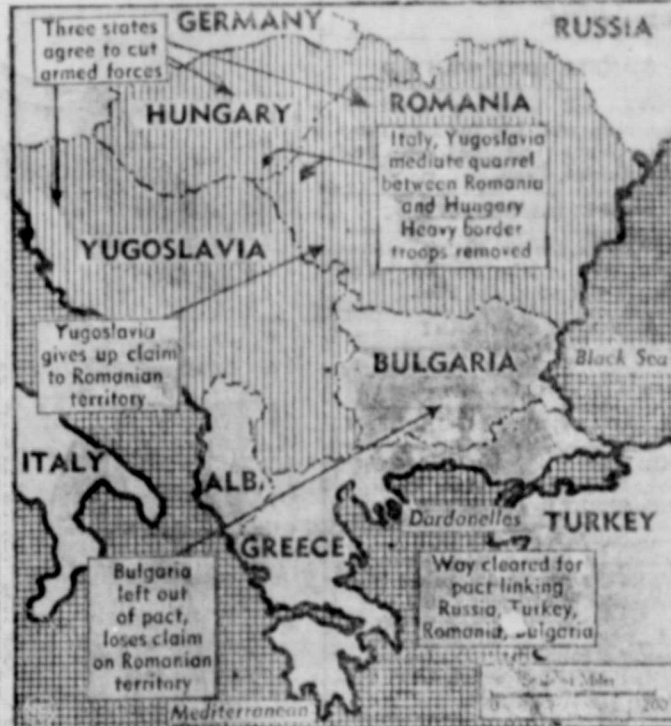 GERMANY
RUSSIA
Three states
agree to cut
armed forces
HUNGARY
ROMANIA
Italy, Yugoslavia
mediate quarrel
between Romania
and Hungary
Heavy border
troops removed
YUGOSLAVIA
Yugoslavia
gives up claim
to Romanian
territory
BULGARIA
Black Sea
ITALY
ALB.
Dardanelles
TURKEY
GREECE
Bulgaria
left out
of pact,
loses claim
on Romanian
territory
Way cleared for
pact linking
Russia, Turkey,
Romania, Bulgaria
Mediterranean
Miles
0